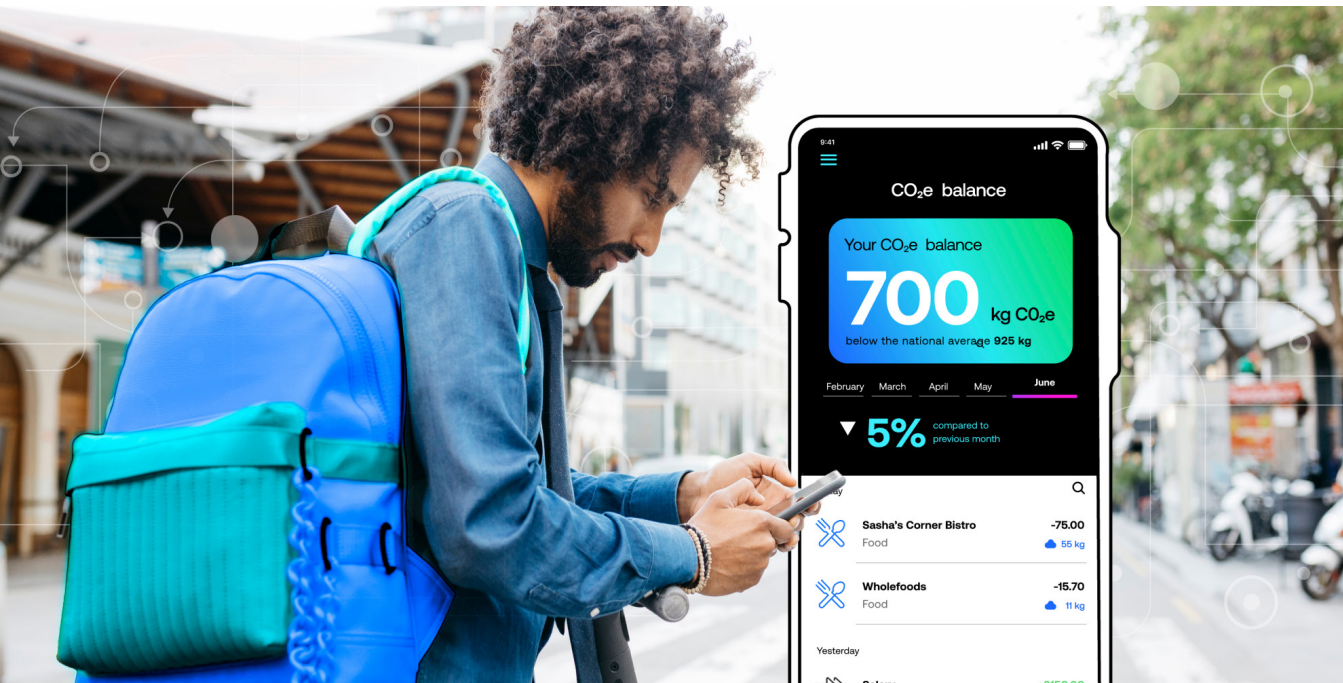 9:41
CO₂e balance
Your CO₂e balance
700 kg C0₂e
below the national average 925 kg
February March April May June
5% compared to
previous month
Sasha's Corner Bistro -75.00
Food 55 kg
Wholefoods -15.70
Food 11 kg
Yesterday